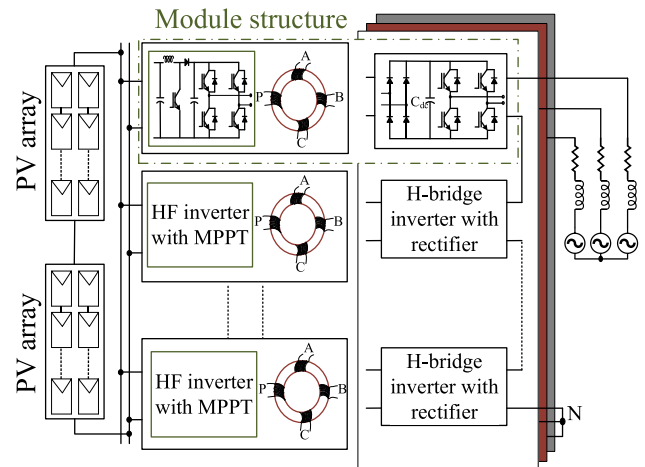 Module structure
PV array
PV array
A
P
B
C
C_dc
HF inverter
with MPPT
A
P
B
C
H-bridge
inverter with
rectifier
HF inverter
with MPPT
A
P
B
C
H-bridge
inverter with
rectifier
N